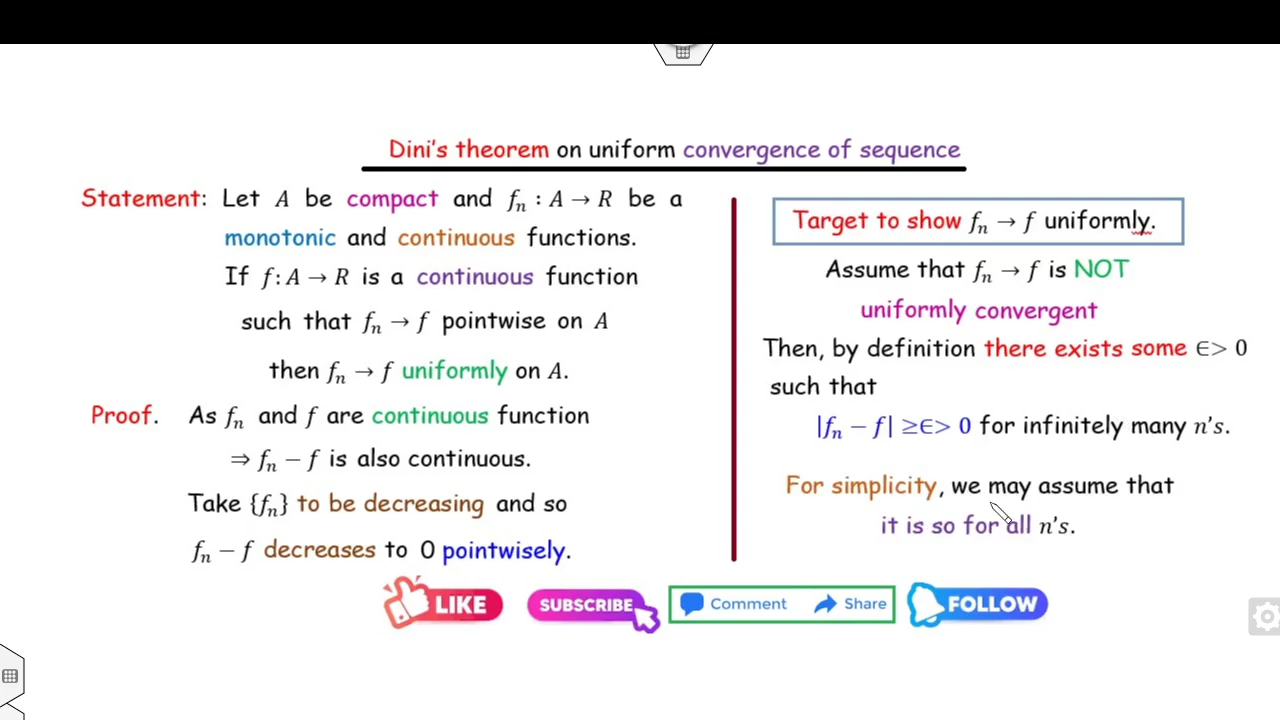 Dini's theorem on uniform convergence of sequence
Statement: Let A be compact and fₙ : A → R be a
monotonic and continuous functions.
If f: A → R is a continuous function
such that fₙ → f pointwise on A
then fₙ → f uniformly on A.
Proof. As fₙ and f are continuous function
⇒ fₙ − f is also continuous.
Take {fₙ} to be decreasing and so
fₙ − f decreases to 0 pointwisely.
Target to show fₙ → f uniformly.
Assume that fₙ → f is NOT
uniformly convergent
Then, by definition there exists some ∈> 0
such that
|fₙ − f| ≥∈> 0 for infinitely many n's.
For simplicity, we may assume that
it is so for all n's.
LIKE
SUBSCRIBE
Comment
Share
FOLLOW